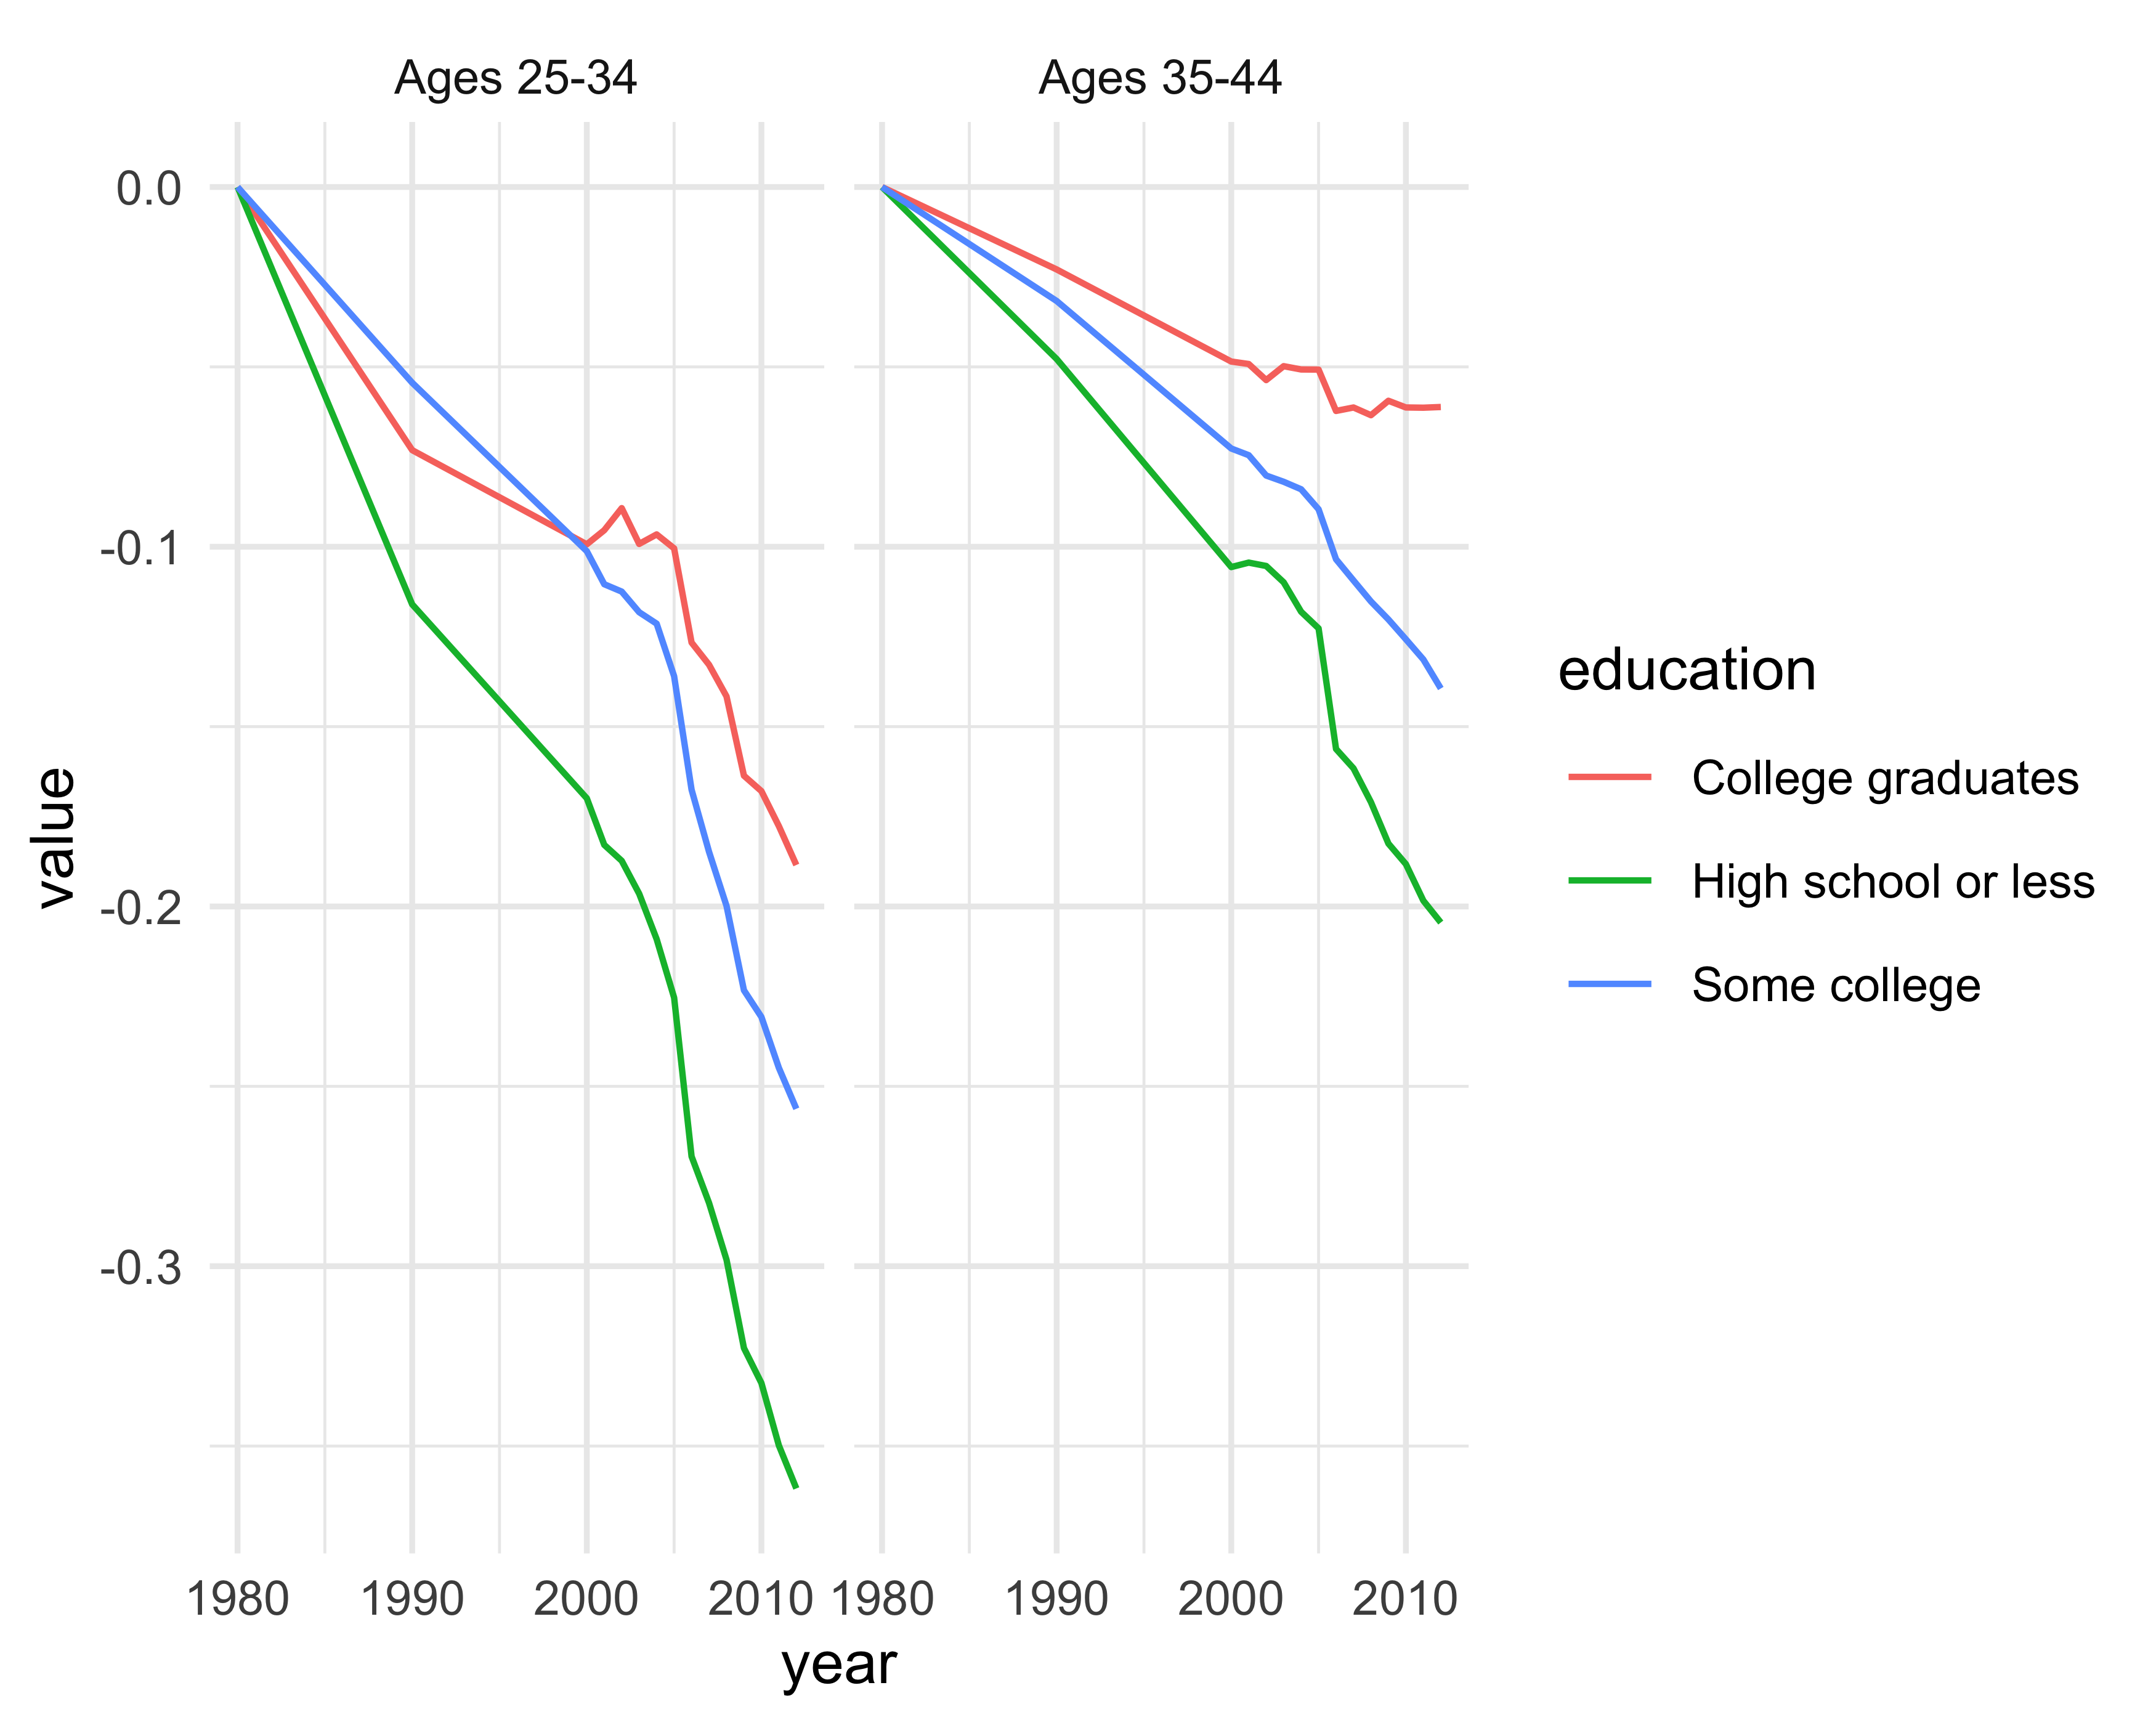 Ages 25-34
Ages 35-44
0.0
-0.1
-0.2
-0.3
value
1980 1990 2000 2010
1980 1990 2000 2010
year
education
College graduates
High school or less
Some college